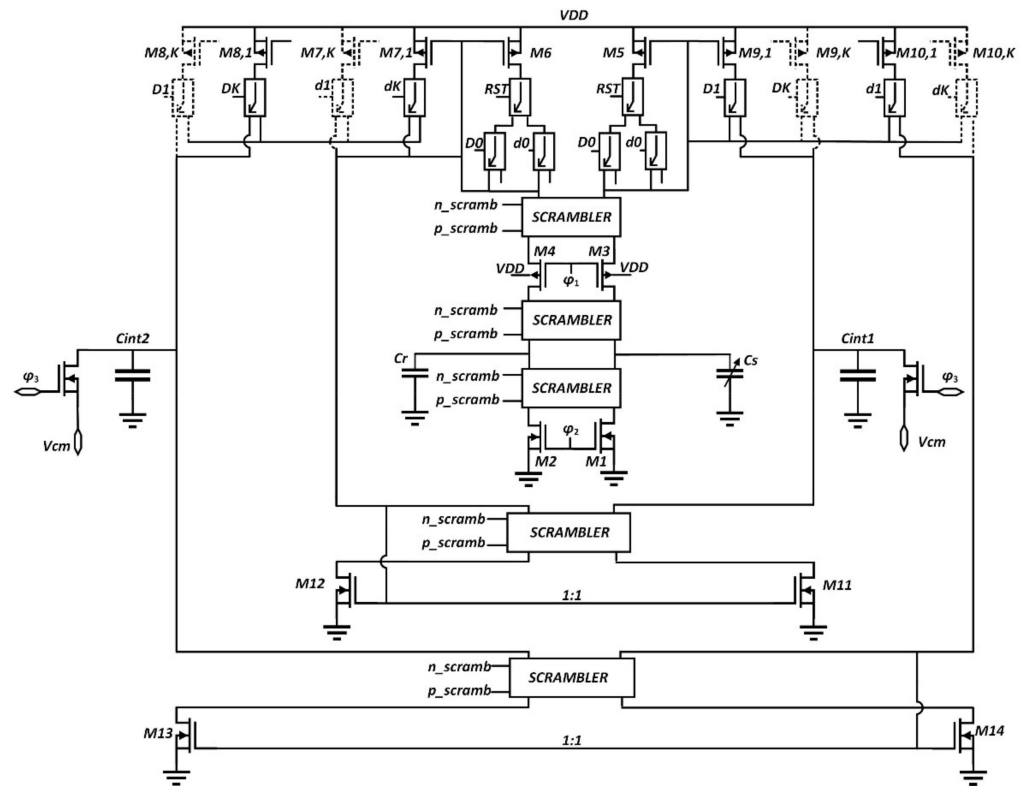 VDD
M8,K M8,1 M7,K M7,1 M6 M5 M9,1 M9,K M10,1 M10,K
D1 DK d1 dK RST RST D1 DK d1 dK
D0 d0 D0 d0
n_scramb
p_scramb
SCRAMBLER
M4 M3
VDD φ1 VDD
n_scramb
p_scramb
SCRAMBLER
Cint2 Cr Cs Cint1
n_scramb
p_scramb
SCRAMBLER
φ3 φ3
Vcm φ2 Vcm
M2 M1
n_scramb
p_scramb
SCRAMBLER
M12 M11
1:1
n_scramb
p_scramb
SCRAMBLER
M13 M14
1:1